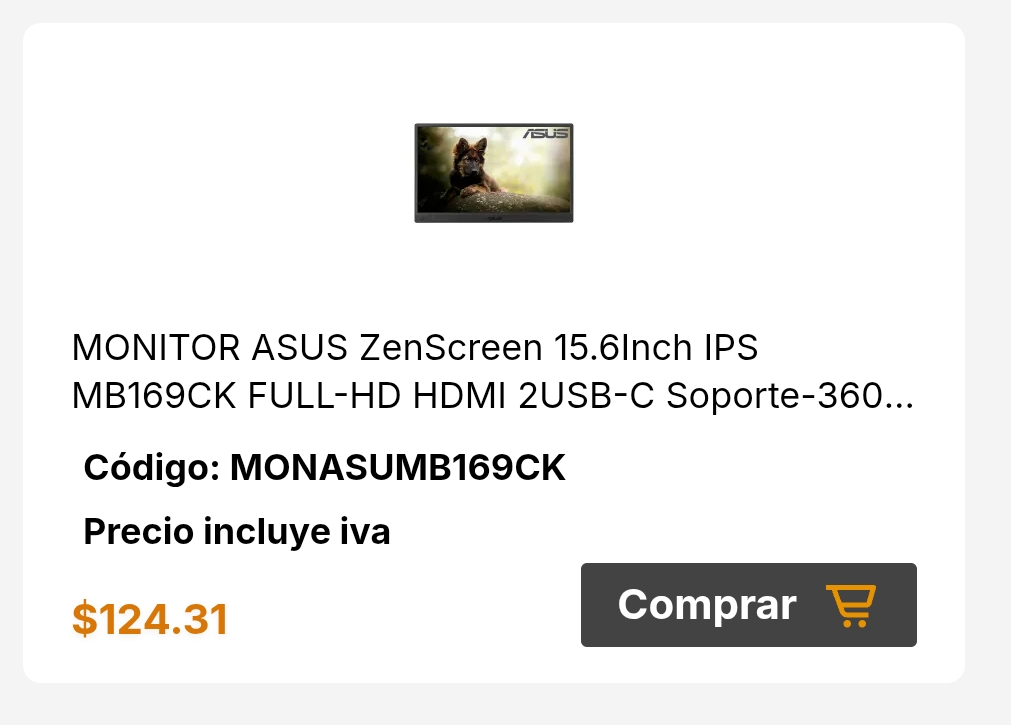 ASUS
MONITOR ASUS ZenScreen 15.6Inch IPS
MB169CK FULL-HD HDMI 2USB-C Soporte-360...
Código: MONASUMB169CK
Precio incluye iva
$124.31
Comprar